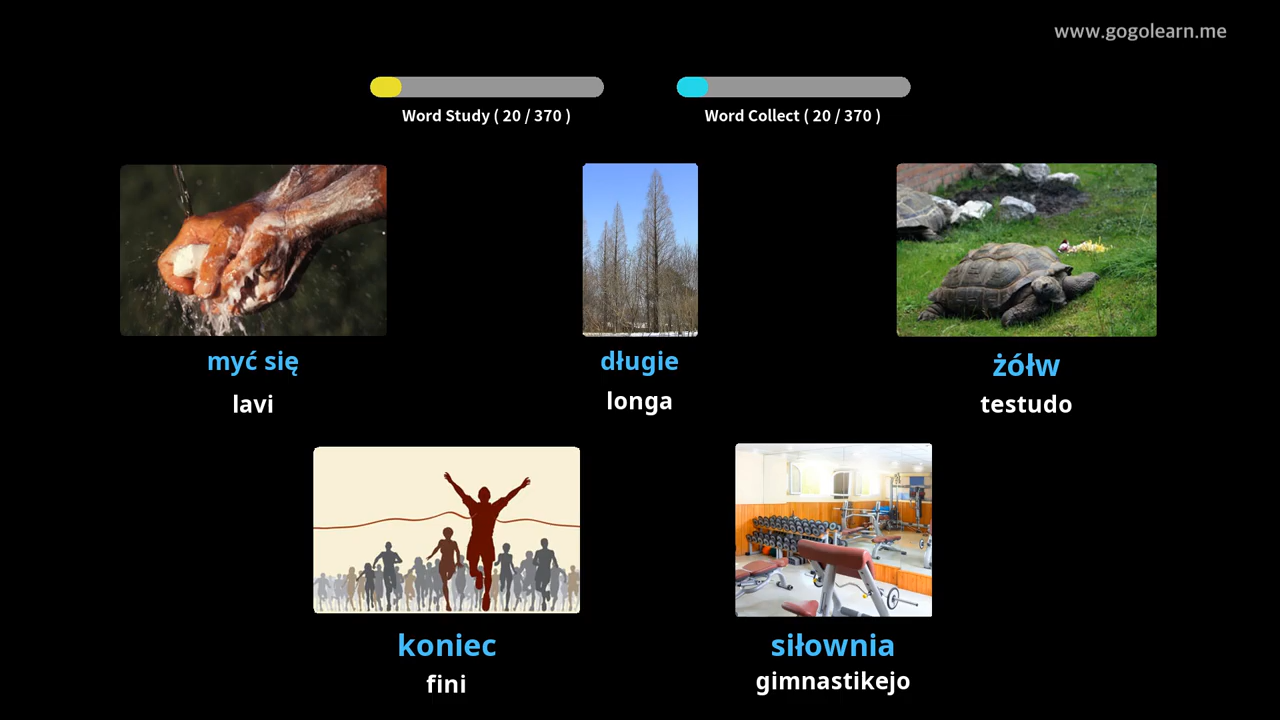 www.gogolearn.me
Word Study ( 20 / 370 )
Word Collect ( 20 / 370 )
myć się
lavi
długie
longa
żółw
testudo
koniec
fini
siłownia
gimnastikejo